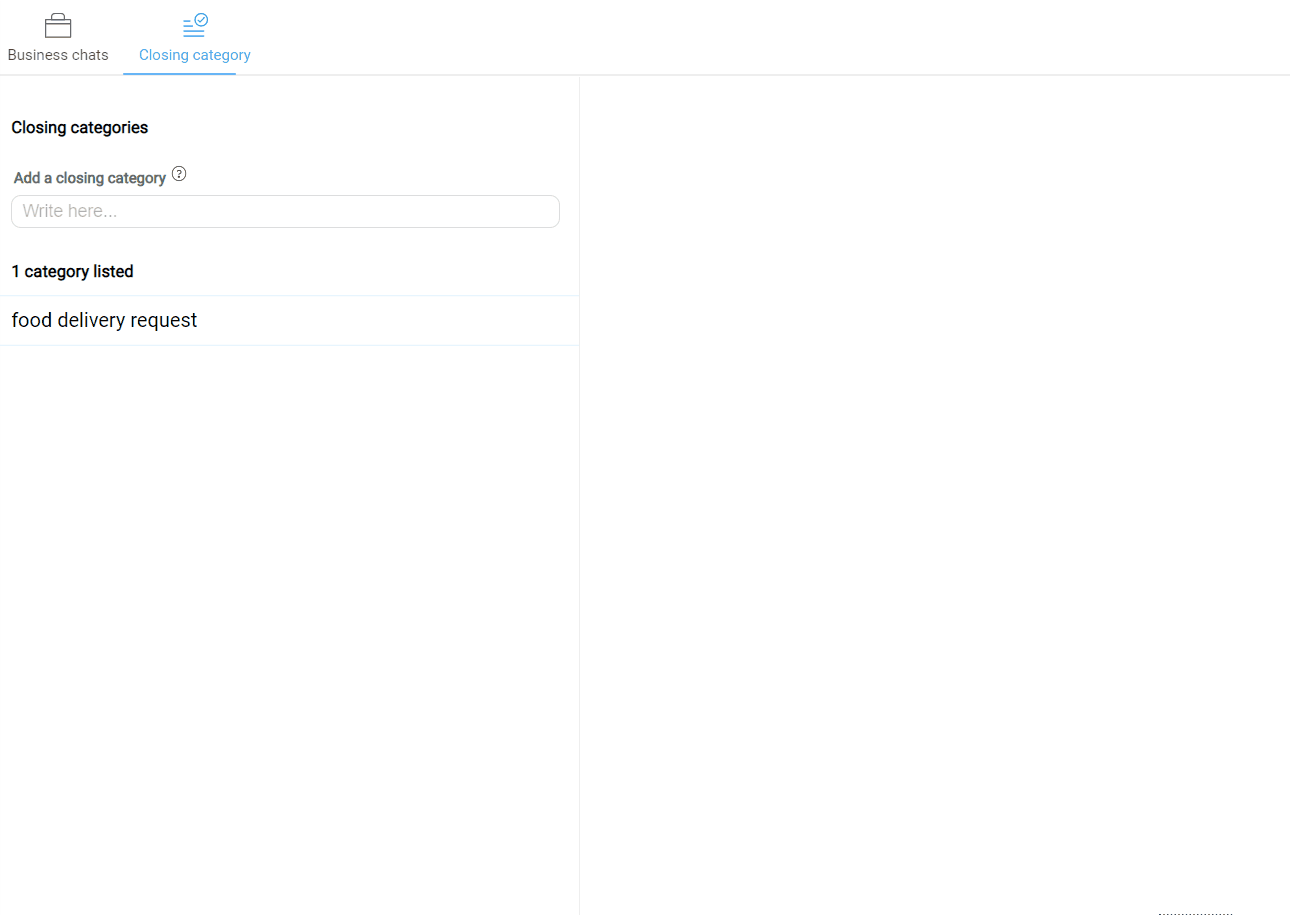 Business chats
Closing category
Closing categories
Add a closing category ?
Write here...
1 category listed
food delivery request